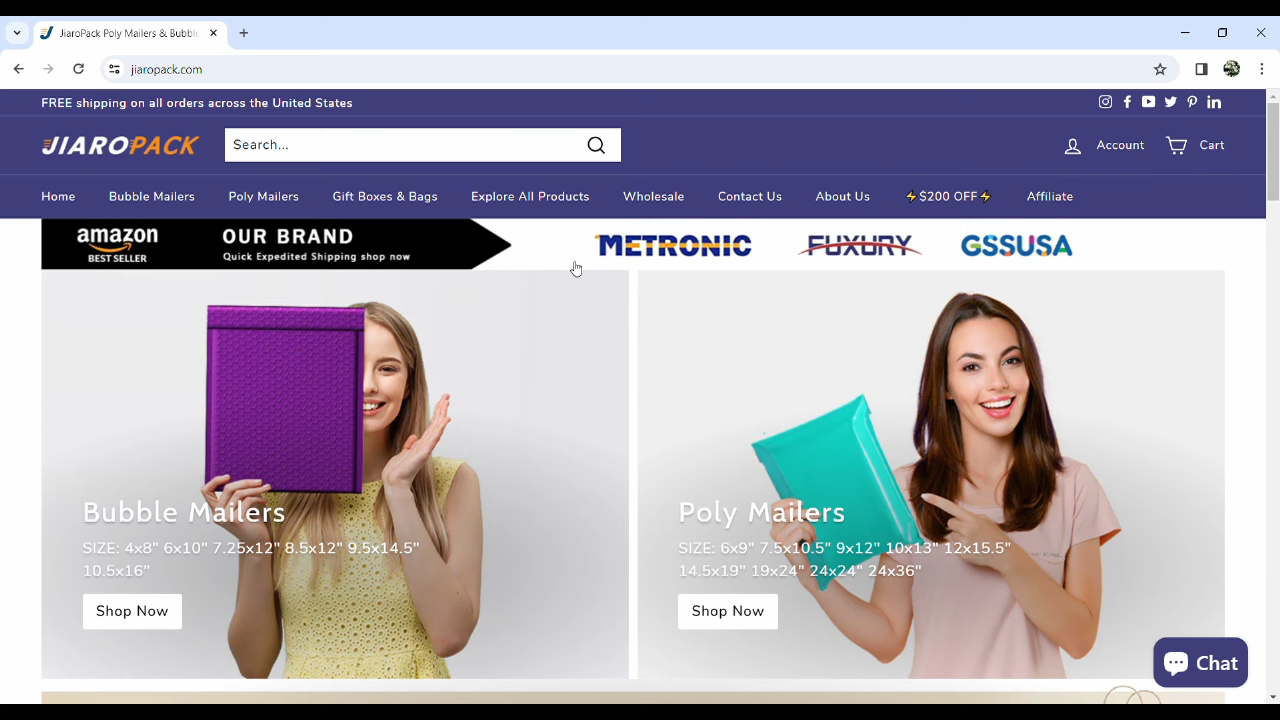 JiaroPack Poly Mailers & Bubble
jiaropack.com
FREE shipping on all orders across the United States
JIAROPACK
Search...
Account
Cart
Home
Bubble Mailers
Poly Mailers
Gift Boxes & Bags
Explore All Products
Wholesale
Contact Us
About Us
⚡$200 OFF⚡
Affiliate
amazon
BEST SELLER
OUR BRAND
Quick Expedited Shipping shop now
METRONIC
FUXURY
GSSUSA
Bubble Mailers
SIZE: 4x8" 6x10" 7.25x12" 8.5x12" 9.5x14.5"
10.5x16"
Shop Now
Poly Mailers
SIZE: 6x9" 7.5x10.5" 9x12" 10x13" 12x15.5"
14.5x19" 19x24" 24x24" 24x36"
Shop Now
Chat